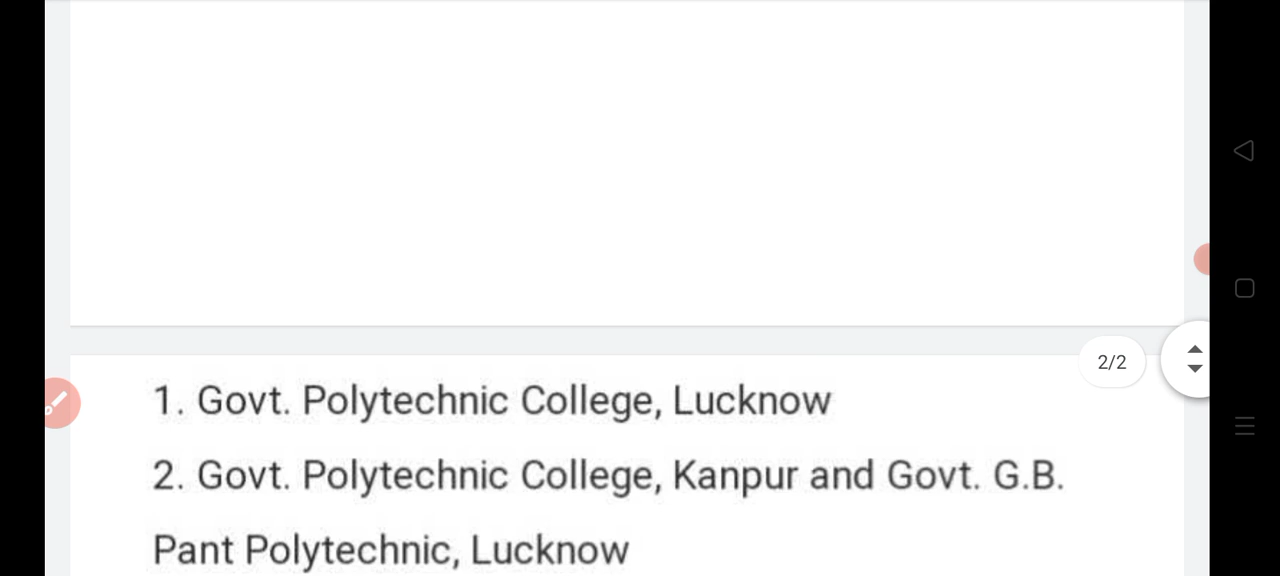 2/2
1. Govt. Polytechnic College, Lucknow
2. Govt. Polytechnic College, Kanpur and Govt. G.B.
Pant Polytechnic, Lucknow